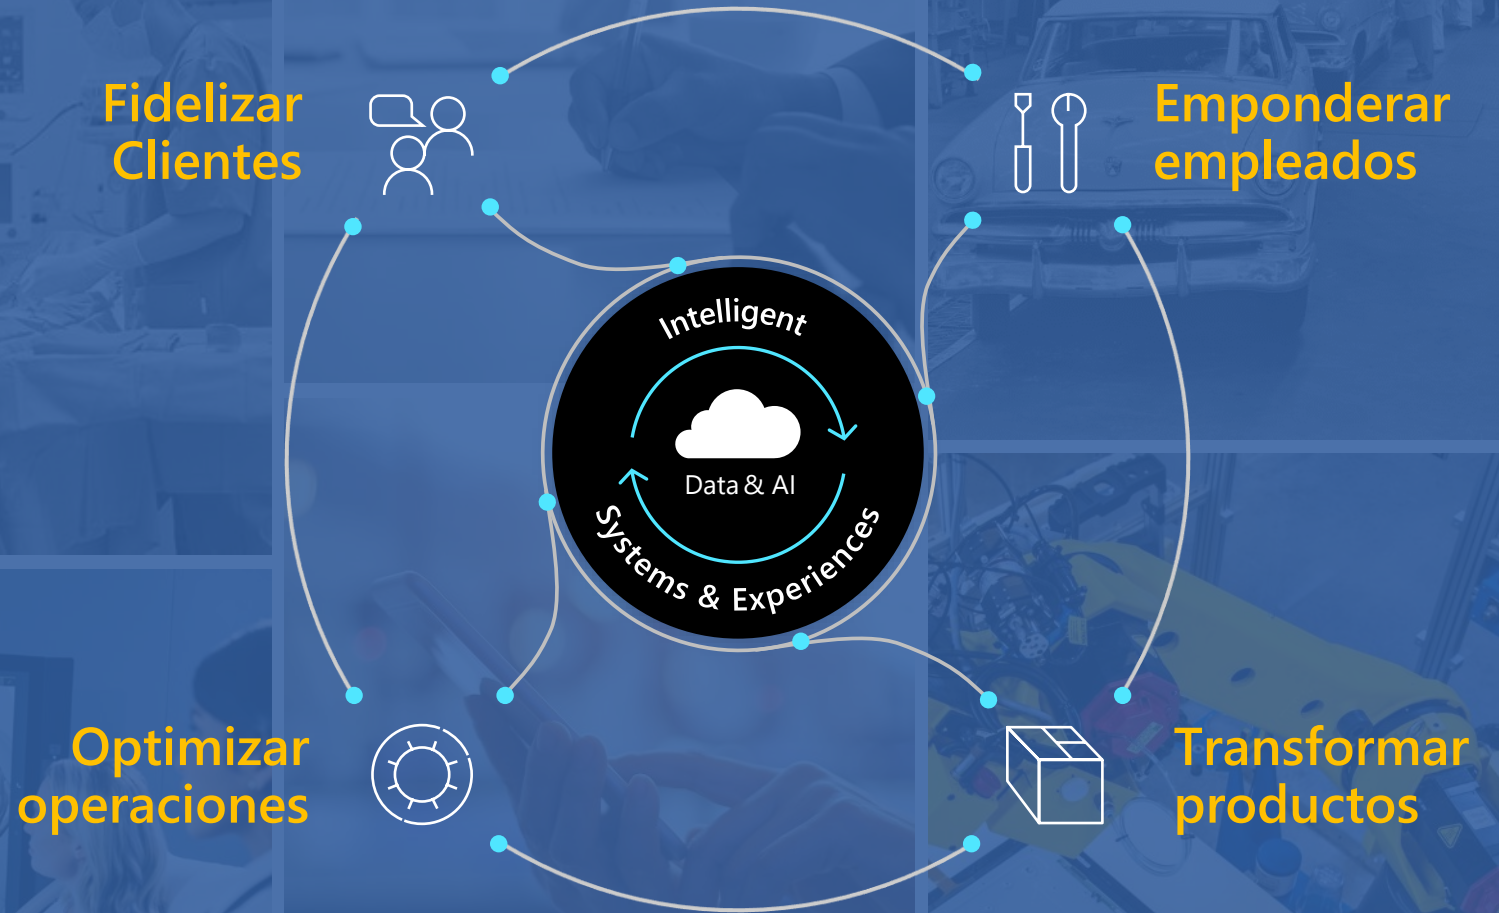 Fidelizar
Clientes
Emponderar
empleados
Intelligent
Data & AI
Systems & Experiences
Optimizar
operaciones
Transformar
productos